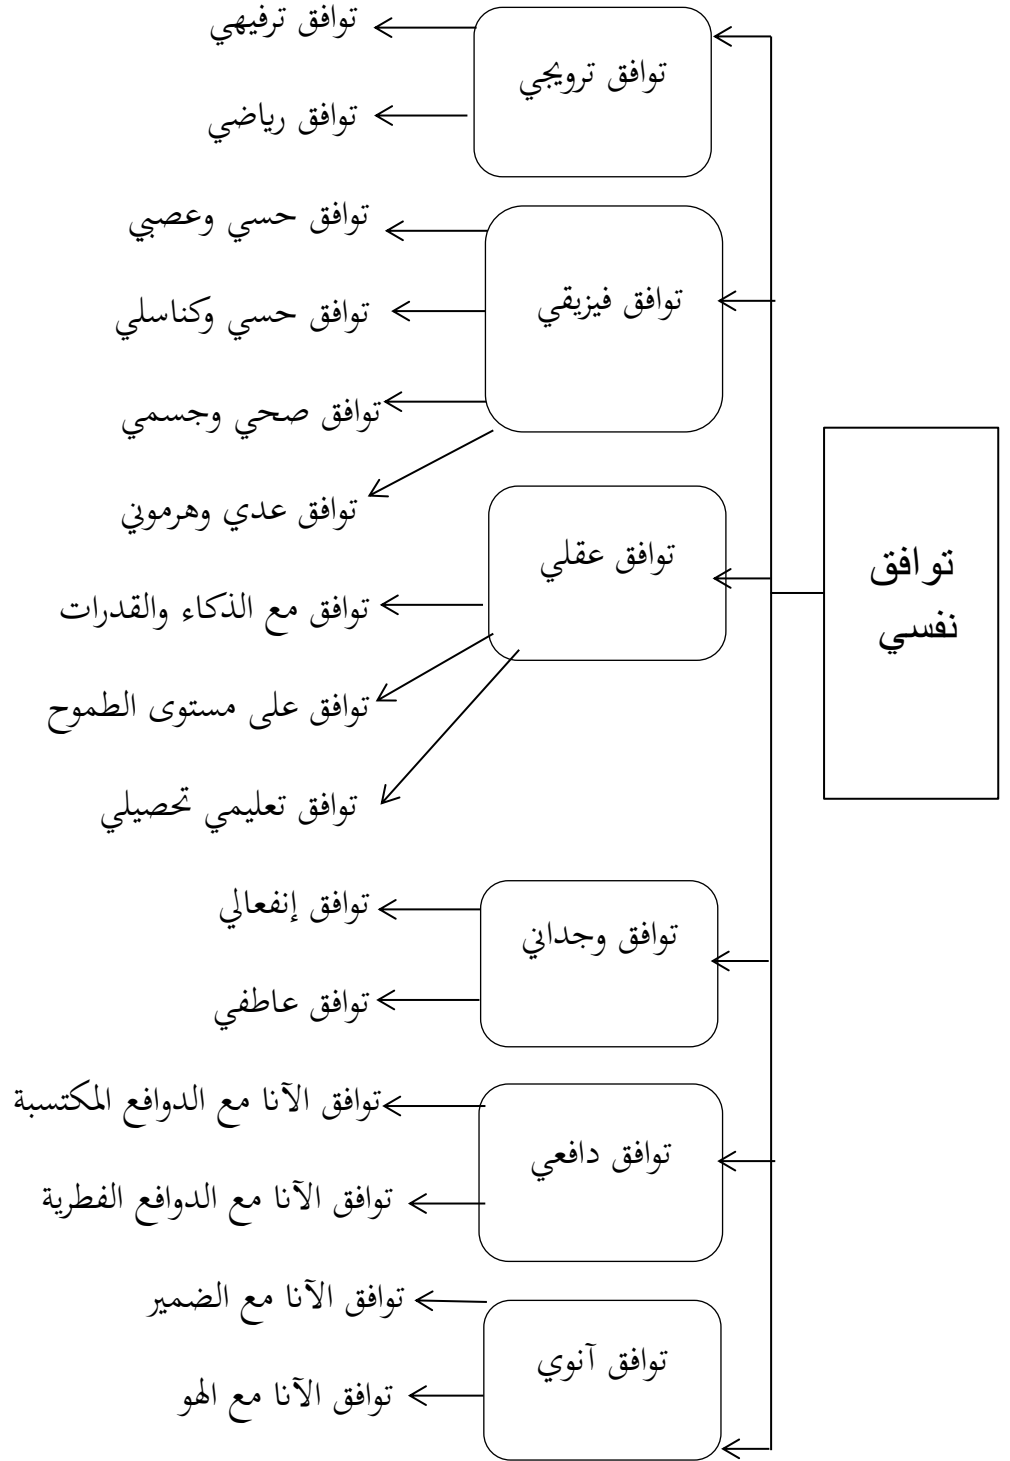 توافق
نفسي
توافق ترويجي
توافق ترفيهي
توافق رياضي
توافق فيزيقي
توافق حسي وعصبي
توافق حسي وكناسلي
توافق صحي وجسمي
توافق عدي وهرموني
توافق عقلي
توافق مع الذكاء والقدرات
توافق على مستوى الطموح
توافق تعليمي تحصيلي
توافق وجداني
توافق إنفعالي
توافق عاطفي
توافق دافعي
توافق الآنا مع الدوافع المكتسبة
توافق الآنا مع الدوافع الفطرية
توافق آنوي
توافق الآنا مع الضمير
توافق الآنا مع الهو